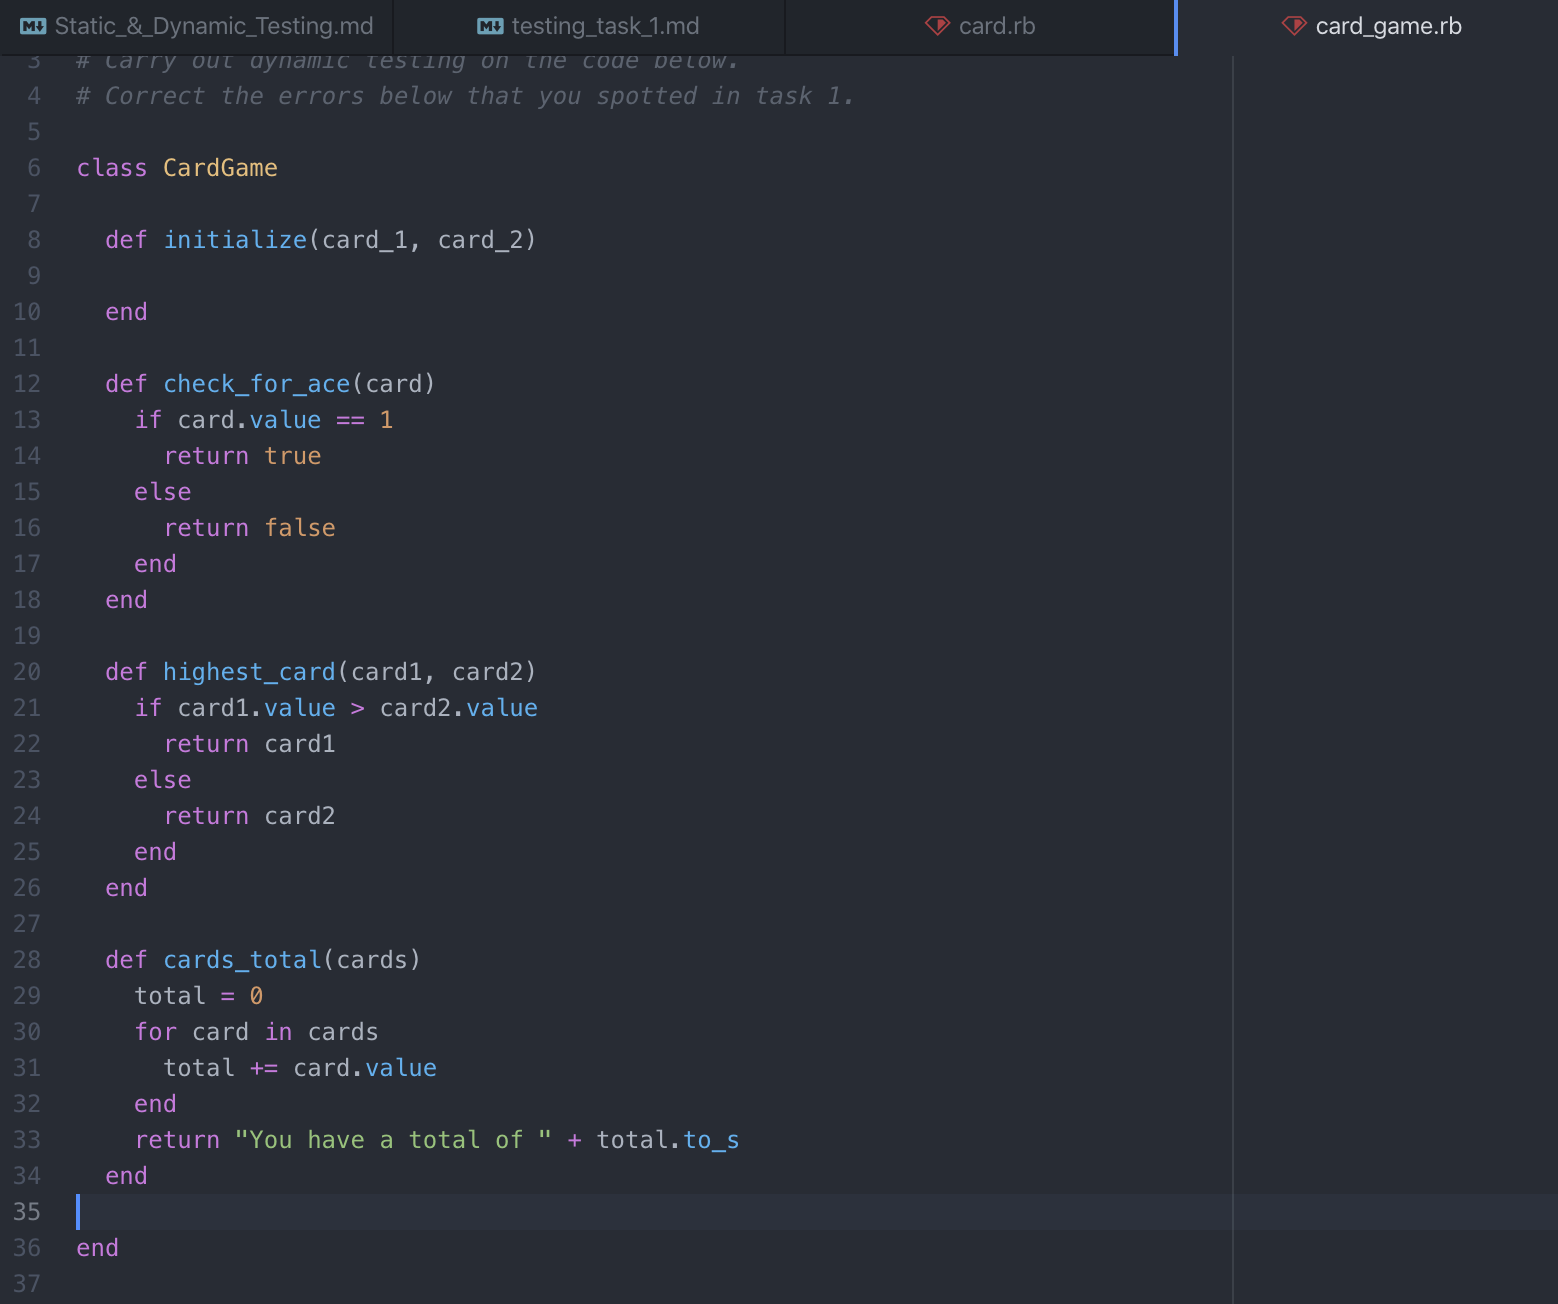 Static_&_Dynamic_Testing.md testing_task_1.md card.rb card_game.rb
3 # Carry out dynamic testing on the code below.
4 # Correct the errors below that you spotted in task 1.
5
6 class CardGame
7
8   def initialize(card_1, card_2)
9
10   end
11
12   def check_for_ace(card)
13     if card.value == 1
14       return true
15     else
16       return false
17     end
18   end
19
20   def highest_card(card1, card2)
21     if card1.value > card2.value
22       return card1
23     else
24       return card2
25     end
26   end
27
28   def cards_total(cards)
29     total = 0
30     for card in cards
31       total += card.value
32     end
33     return "You have a total of " + total.to_s
34   end
35
36 end
37